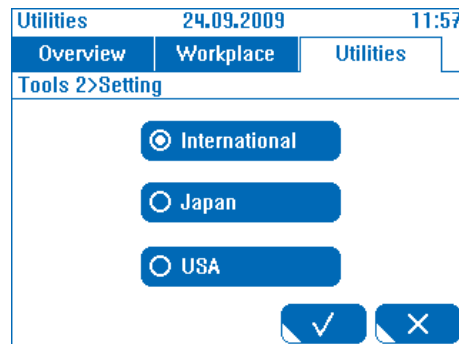 Utilities 24.09.2009 11:57
Overview Workplace Utilities
Tools 2>Setting
International
Japan
USA